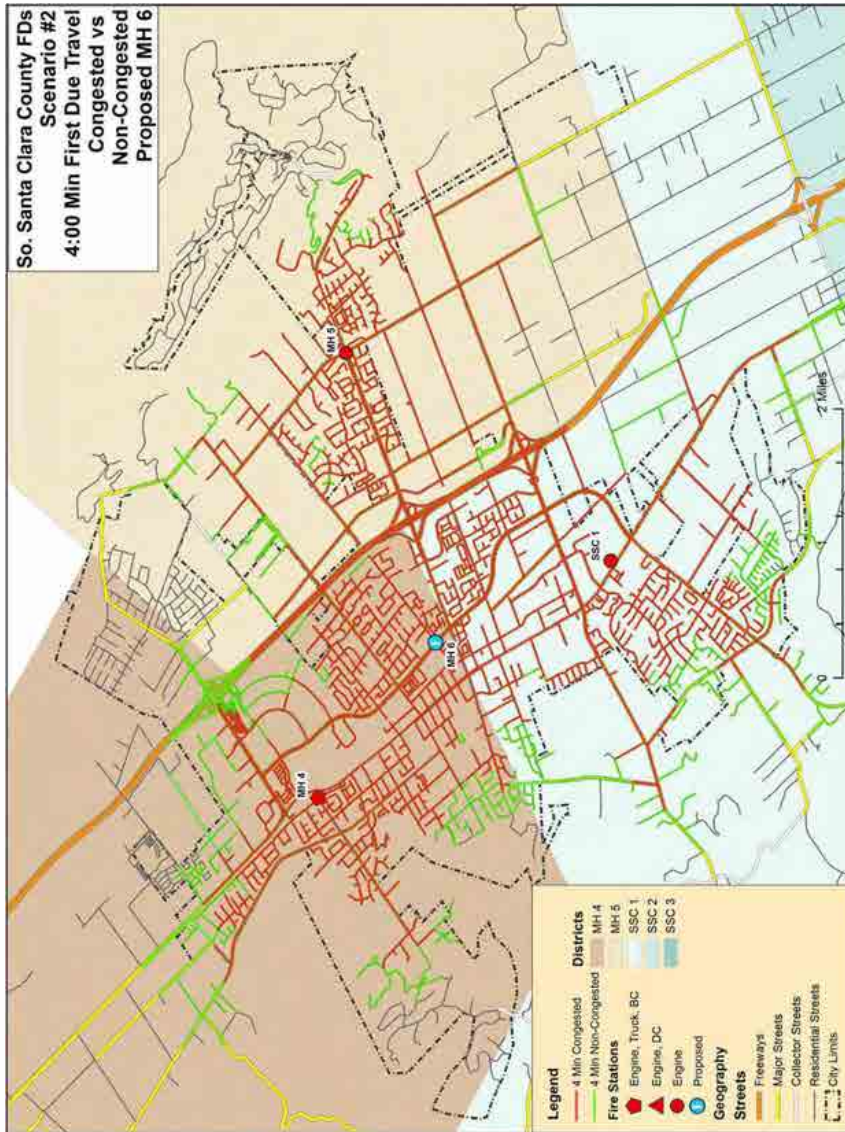 So. Santa Clara County FDs
Scenario #2
4:00 Min First Due Travel
Congested vs
Non-Congested
Proposed MH 6
MH 5
MH 4
MH 6
SSC 1
0
1
2 Miles
Legend
4 Min Congested
4 Min Non-Congested
Fire Stations
Engine, Truck, BC
Engine, DC
Engine
Proposed
Geography
Streets
Freeways
Major Streets
Collector Streets
Residential Streets
City Limits
Districts
MH 4
MH 5
SSC 1
SSC 2
SSC 3